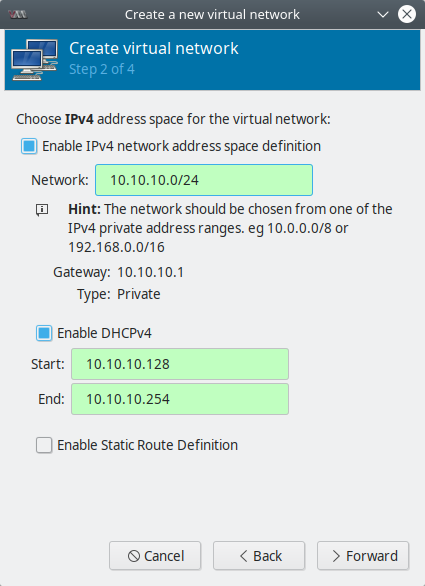 Create a new virtual network
Create virtual network
Step 2 of 4
Choose IPv4 address space for the virtual network:
Enable IPv4 network address space definition
Network: 10.10.10.0/24
Hint: The network should be chosen from one of the
IPv4 private address ranges. eg 10.0.0.0/8 or
192.168.0.0/16
Gateway: 10.10.10.1
Type: Private
Enable DHCPv4
Start: 10.10.10.128
End: 10.10.10.254
Enable Static Route Definition
Cancel Back Forward